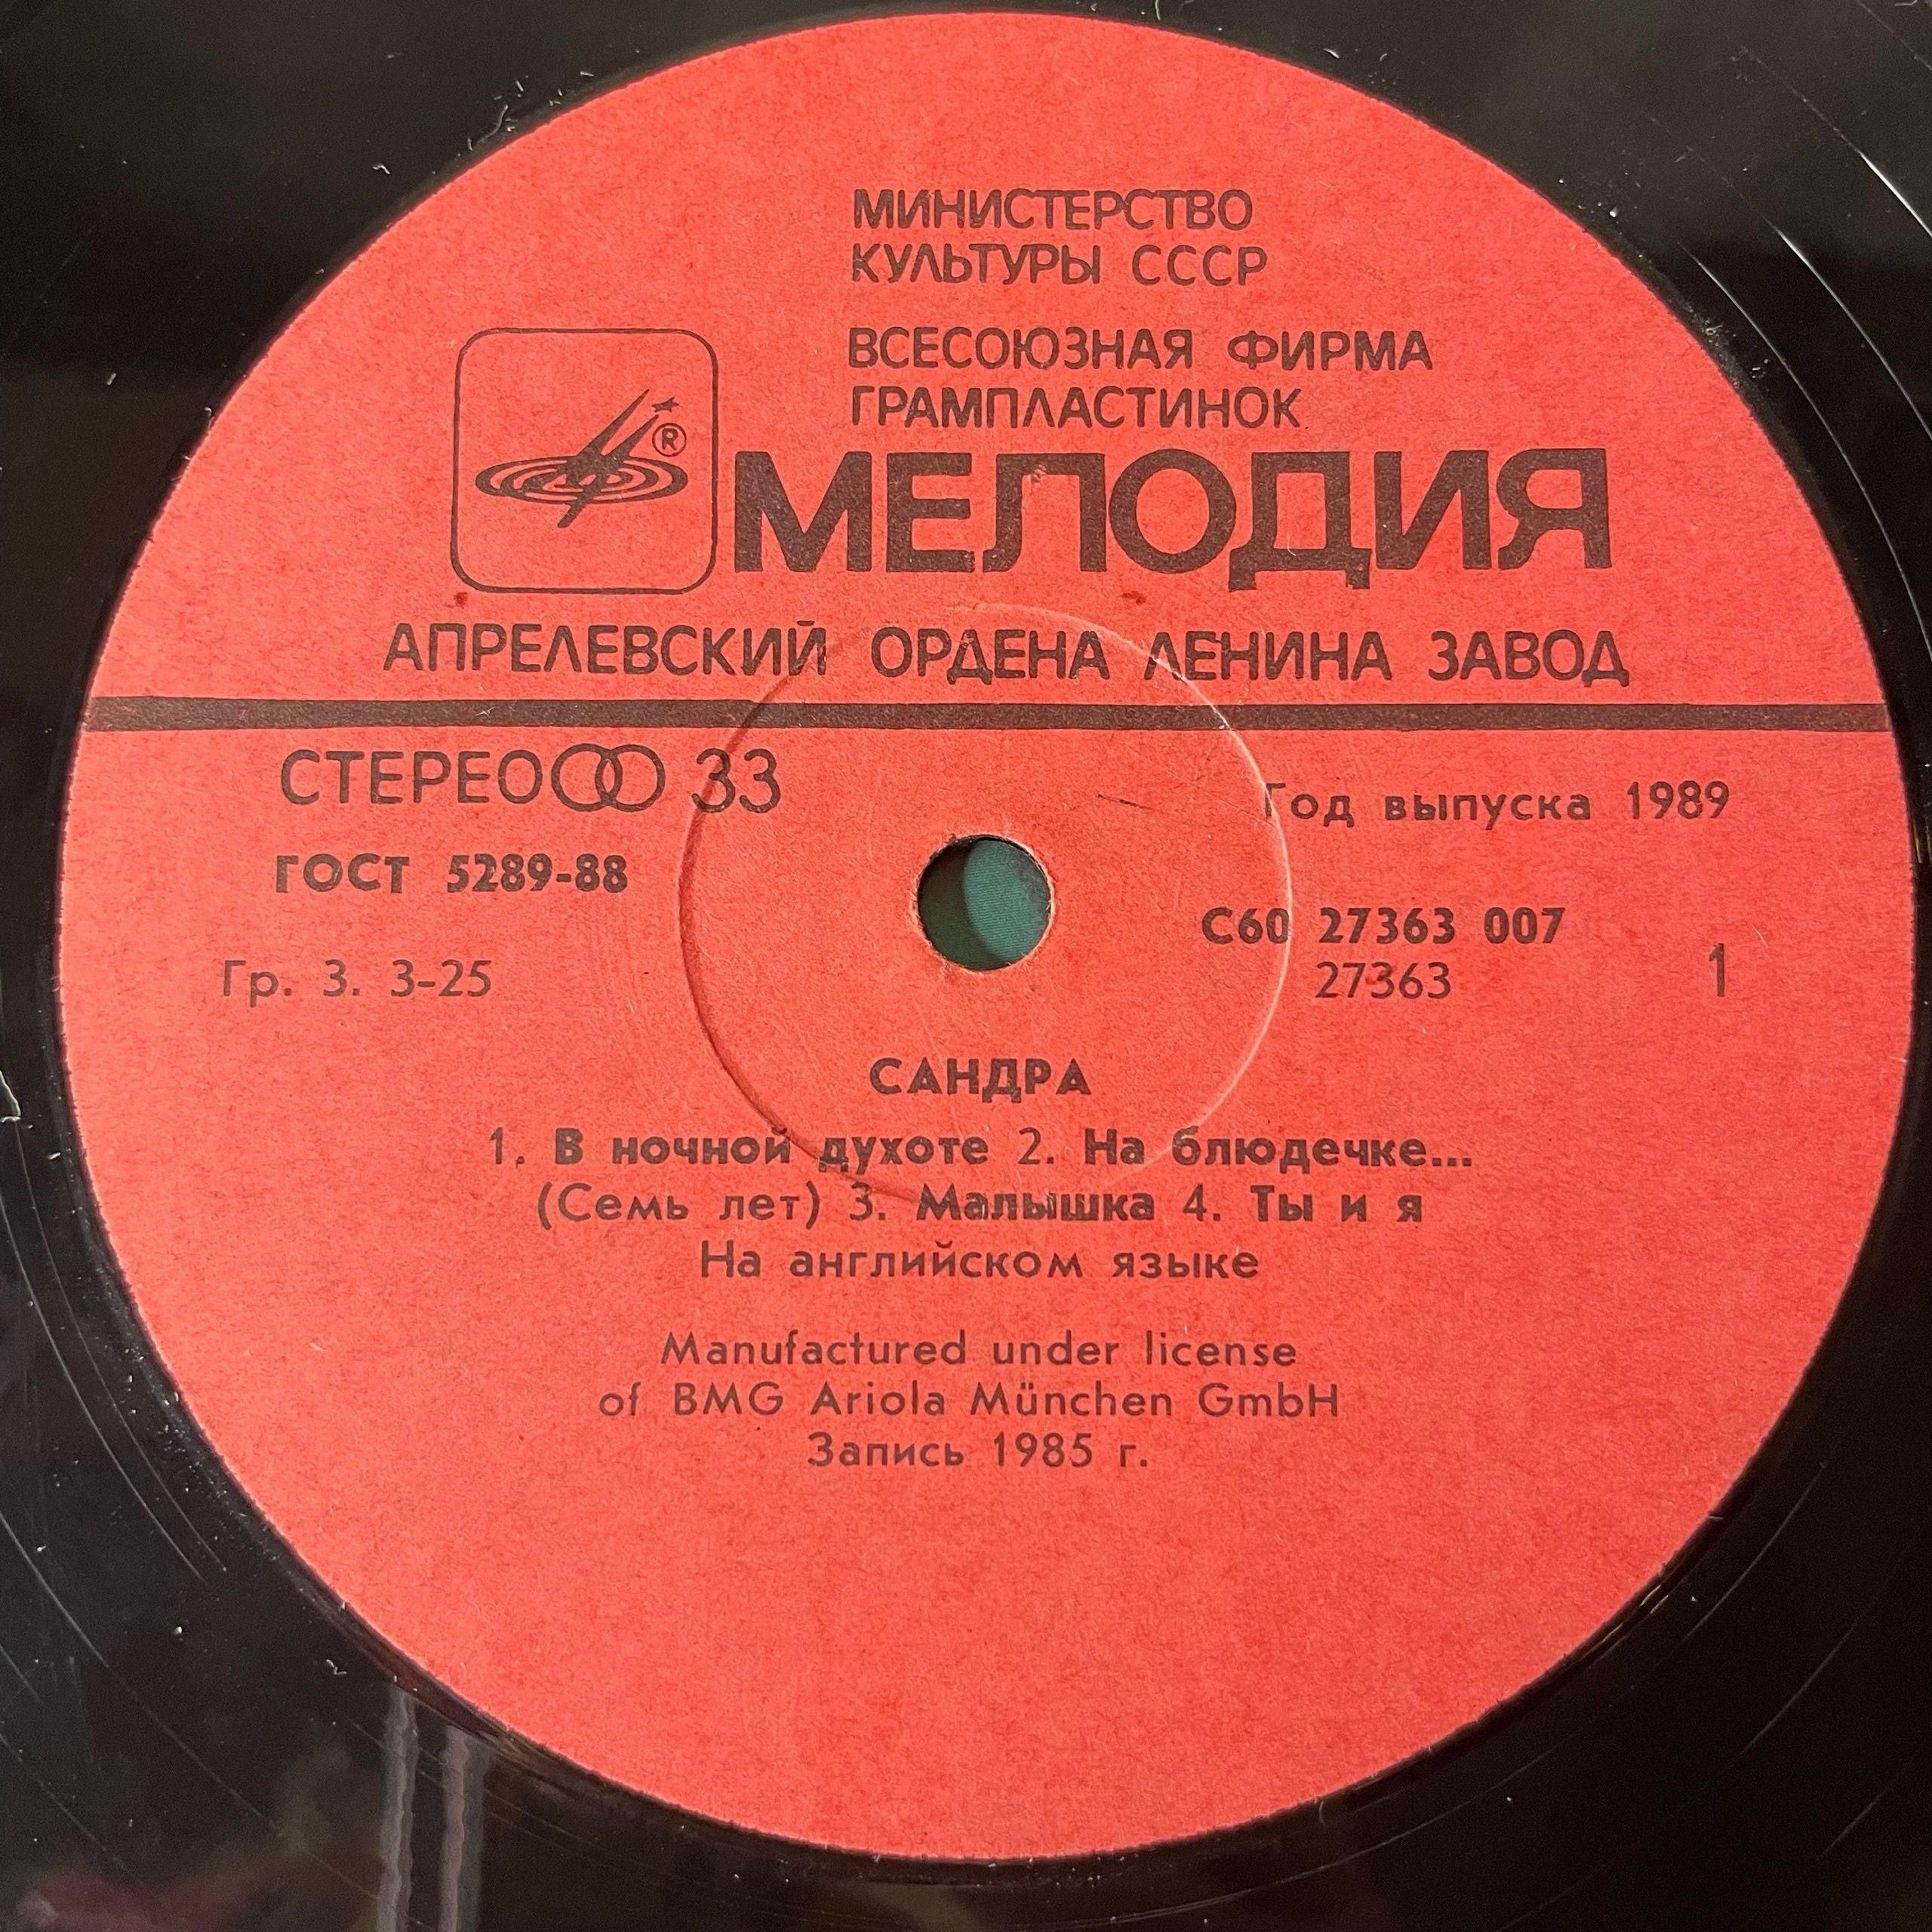 МИНИСТЕРСТВО
КУЛЬТУРЫ СССР
ВСЕСОЮЗНАЯ ФИРМА
ГРАМПЛАСТИНОК
®
МЕЛОДИЯ
АПРЕЛЕВСКИЙ ОРДЕНА ЛЕНИНА ЗАВОД
СТЕРЕО 33
Год выпуска 1989
ГОСТ 5289-88
С60 27363 007
Гр. 3. 3-25
27363
1
САНДРА
1. В ночной духоте 2. На блюдечке...
(Семь лет) 3. Малышка 4. Ты и я
На английском языке
Manufactured under license
of BMG Ariola München GmbH
Запись 1985 г.